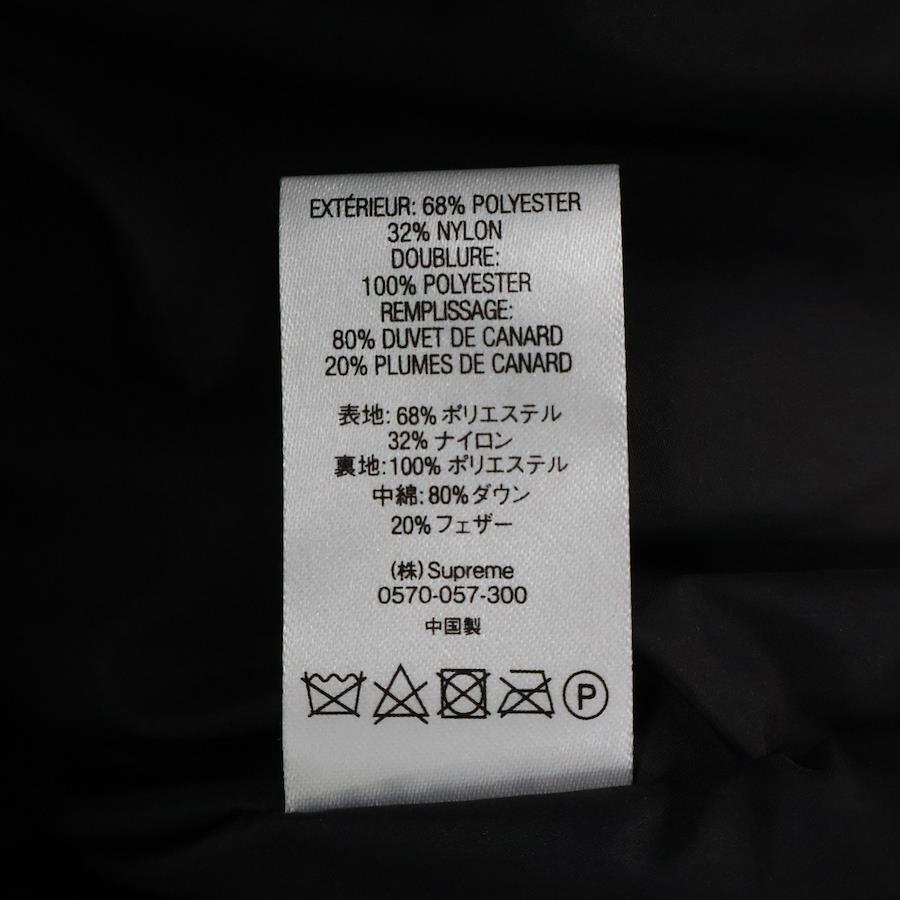 EXTÉRIEUR: 68% POLYESTER
32% NYLON
DOUBLURE:
100% POLYESTER
REMPLISSAGE:
80% DUVET DE CANARD
20% PLUMES DE CANARD
表地: 68% ポリエステル
32% ナイロン
裏地:100% ポリエステル
中綿: 80%ダウン
20%フェザー
(株)Supreme
0570-057-300
中国製
P